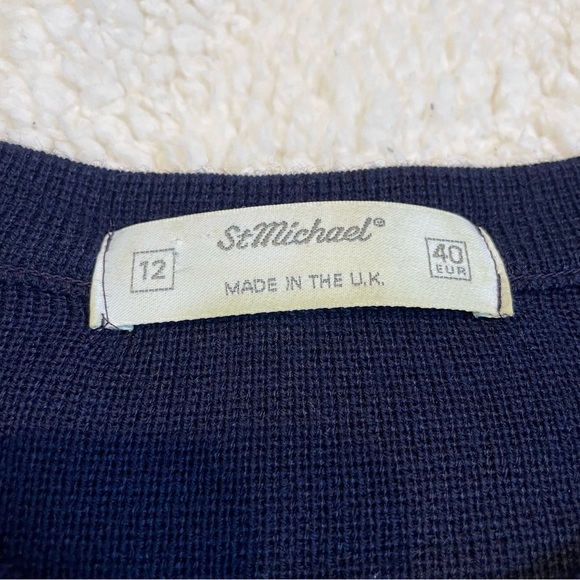 StMichael®
12
MADE IN THE U.K.
40
EUR